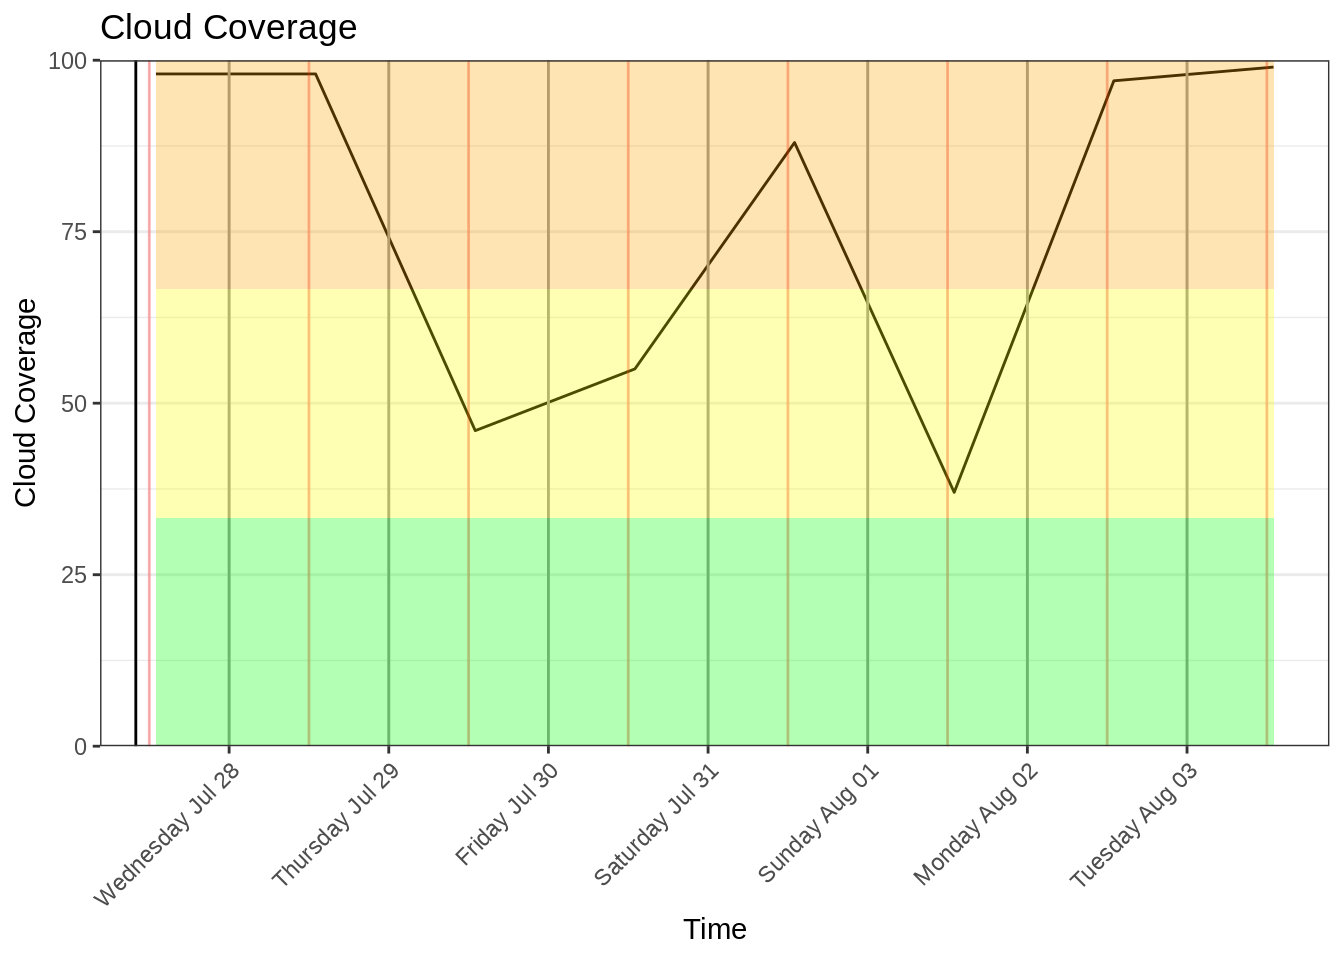 Cloud Coverage
Cloud Coverage
100
75
50
25
0
Wednesday Jul 28
Thursday Jul 29
Friday Jul 30
Saturday Jul 31
Sunday Aug 01
Monday Aug 02
Tuesday Aug 03
Time